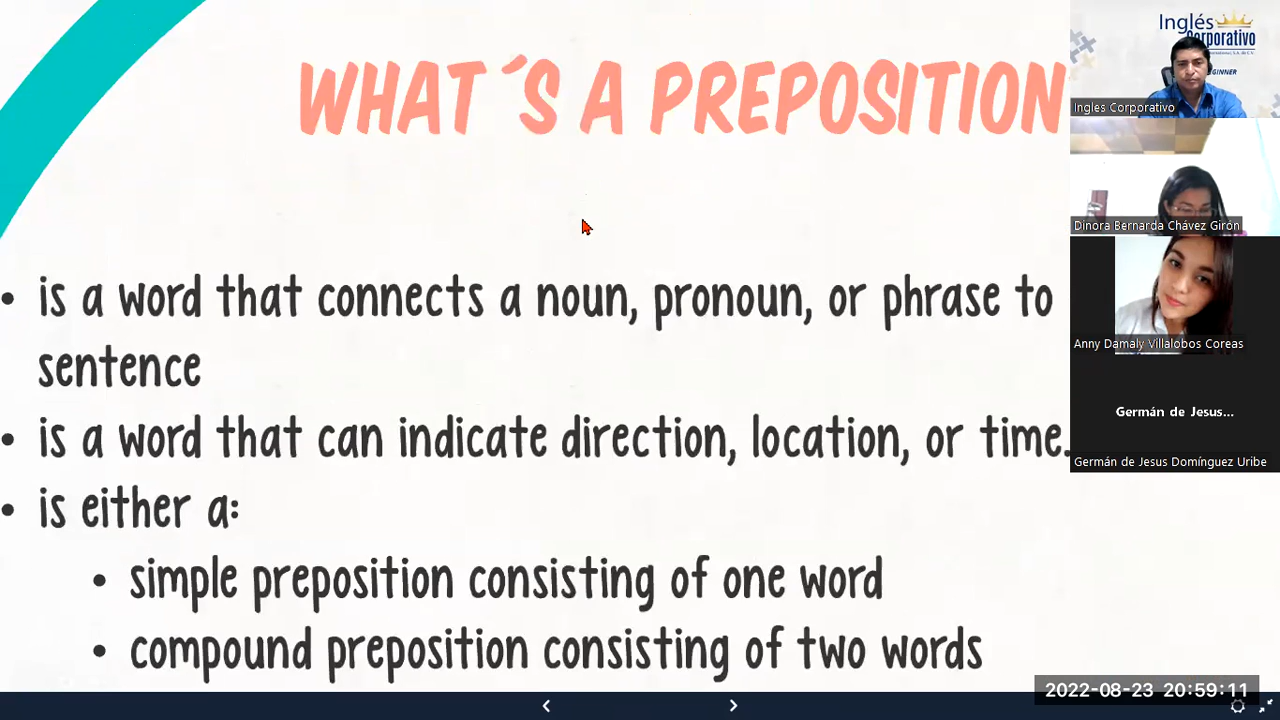 WHAT´S A PREPOSITION
• is a word that connects a noun, pronoun, or phrase to
sentence
• is a word that can indicate direction, location, or time.
• is either a:
• simple preposition consisting of one word
• compound preposition consisting of two words
Inglés
Corporativo
Ingles Corporativo
Dinora Bernarda Chávez Girón
Anny Damaly Villalobos Coreas
Germán de Jesus...
Germán de Jesus Domínguez Uribe
2022-08-23 20:59:11